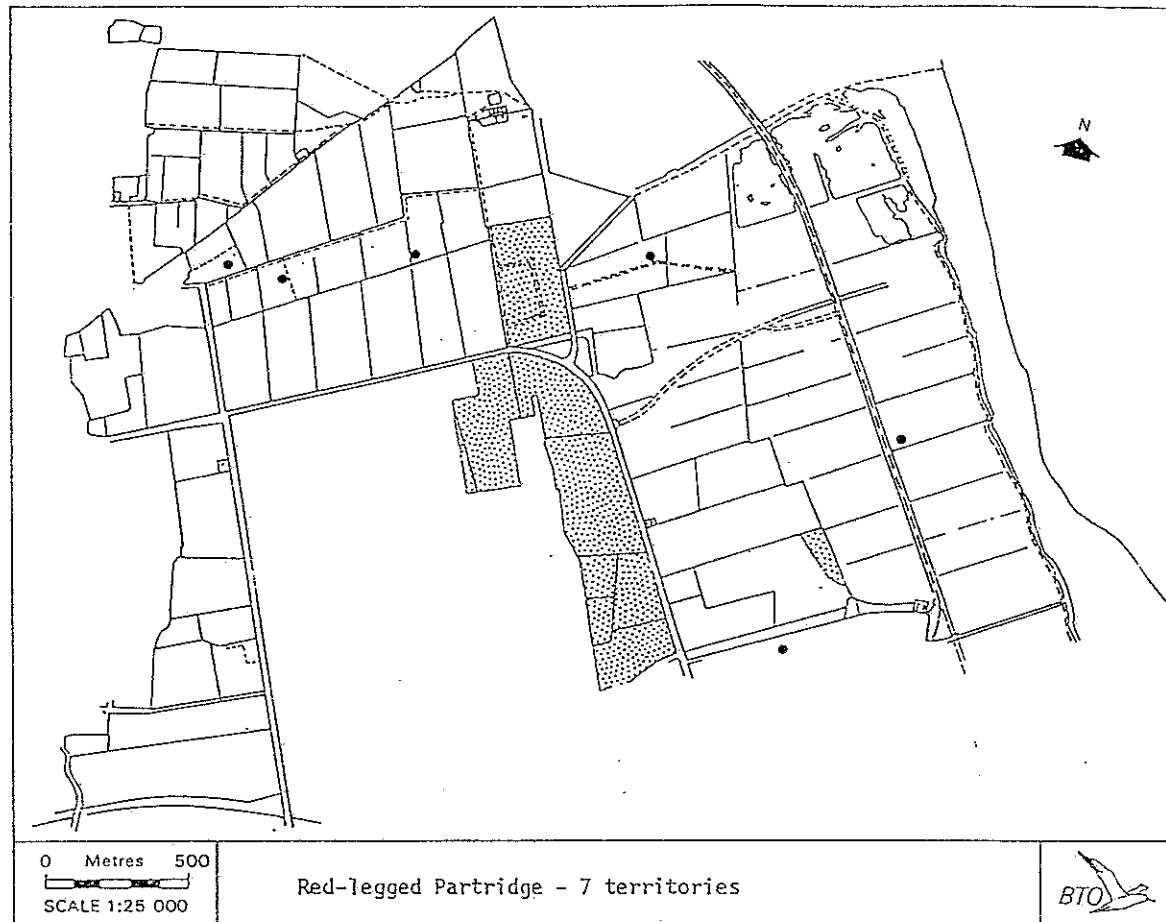 N
0 Metres 500
SCALE 1:25 000
Red-legged Partridge - 7 territories
BTO